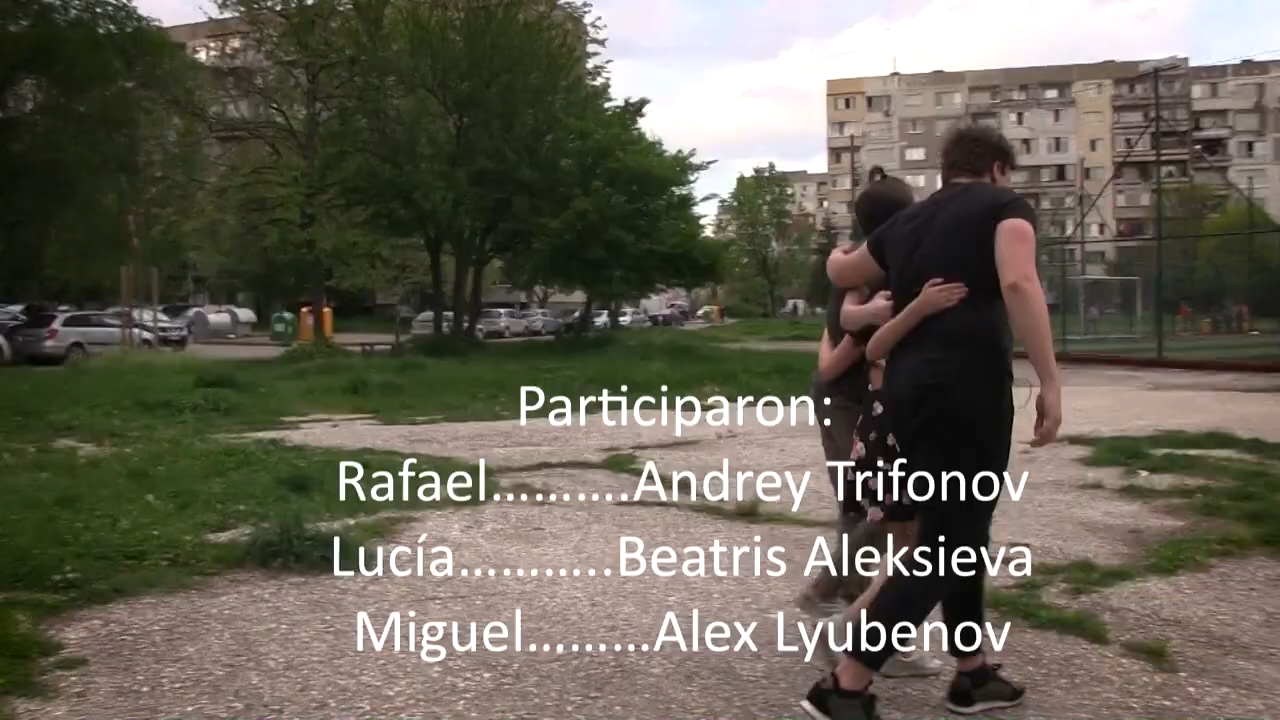 Participaron:
Rafael……….Andrey Trifonov
Lucía………..Beatris Aleksieva
Miguel………Alex Lyubenov